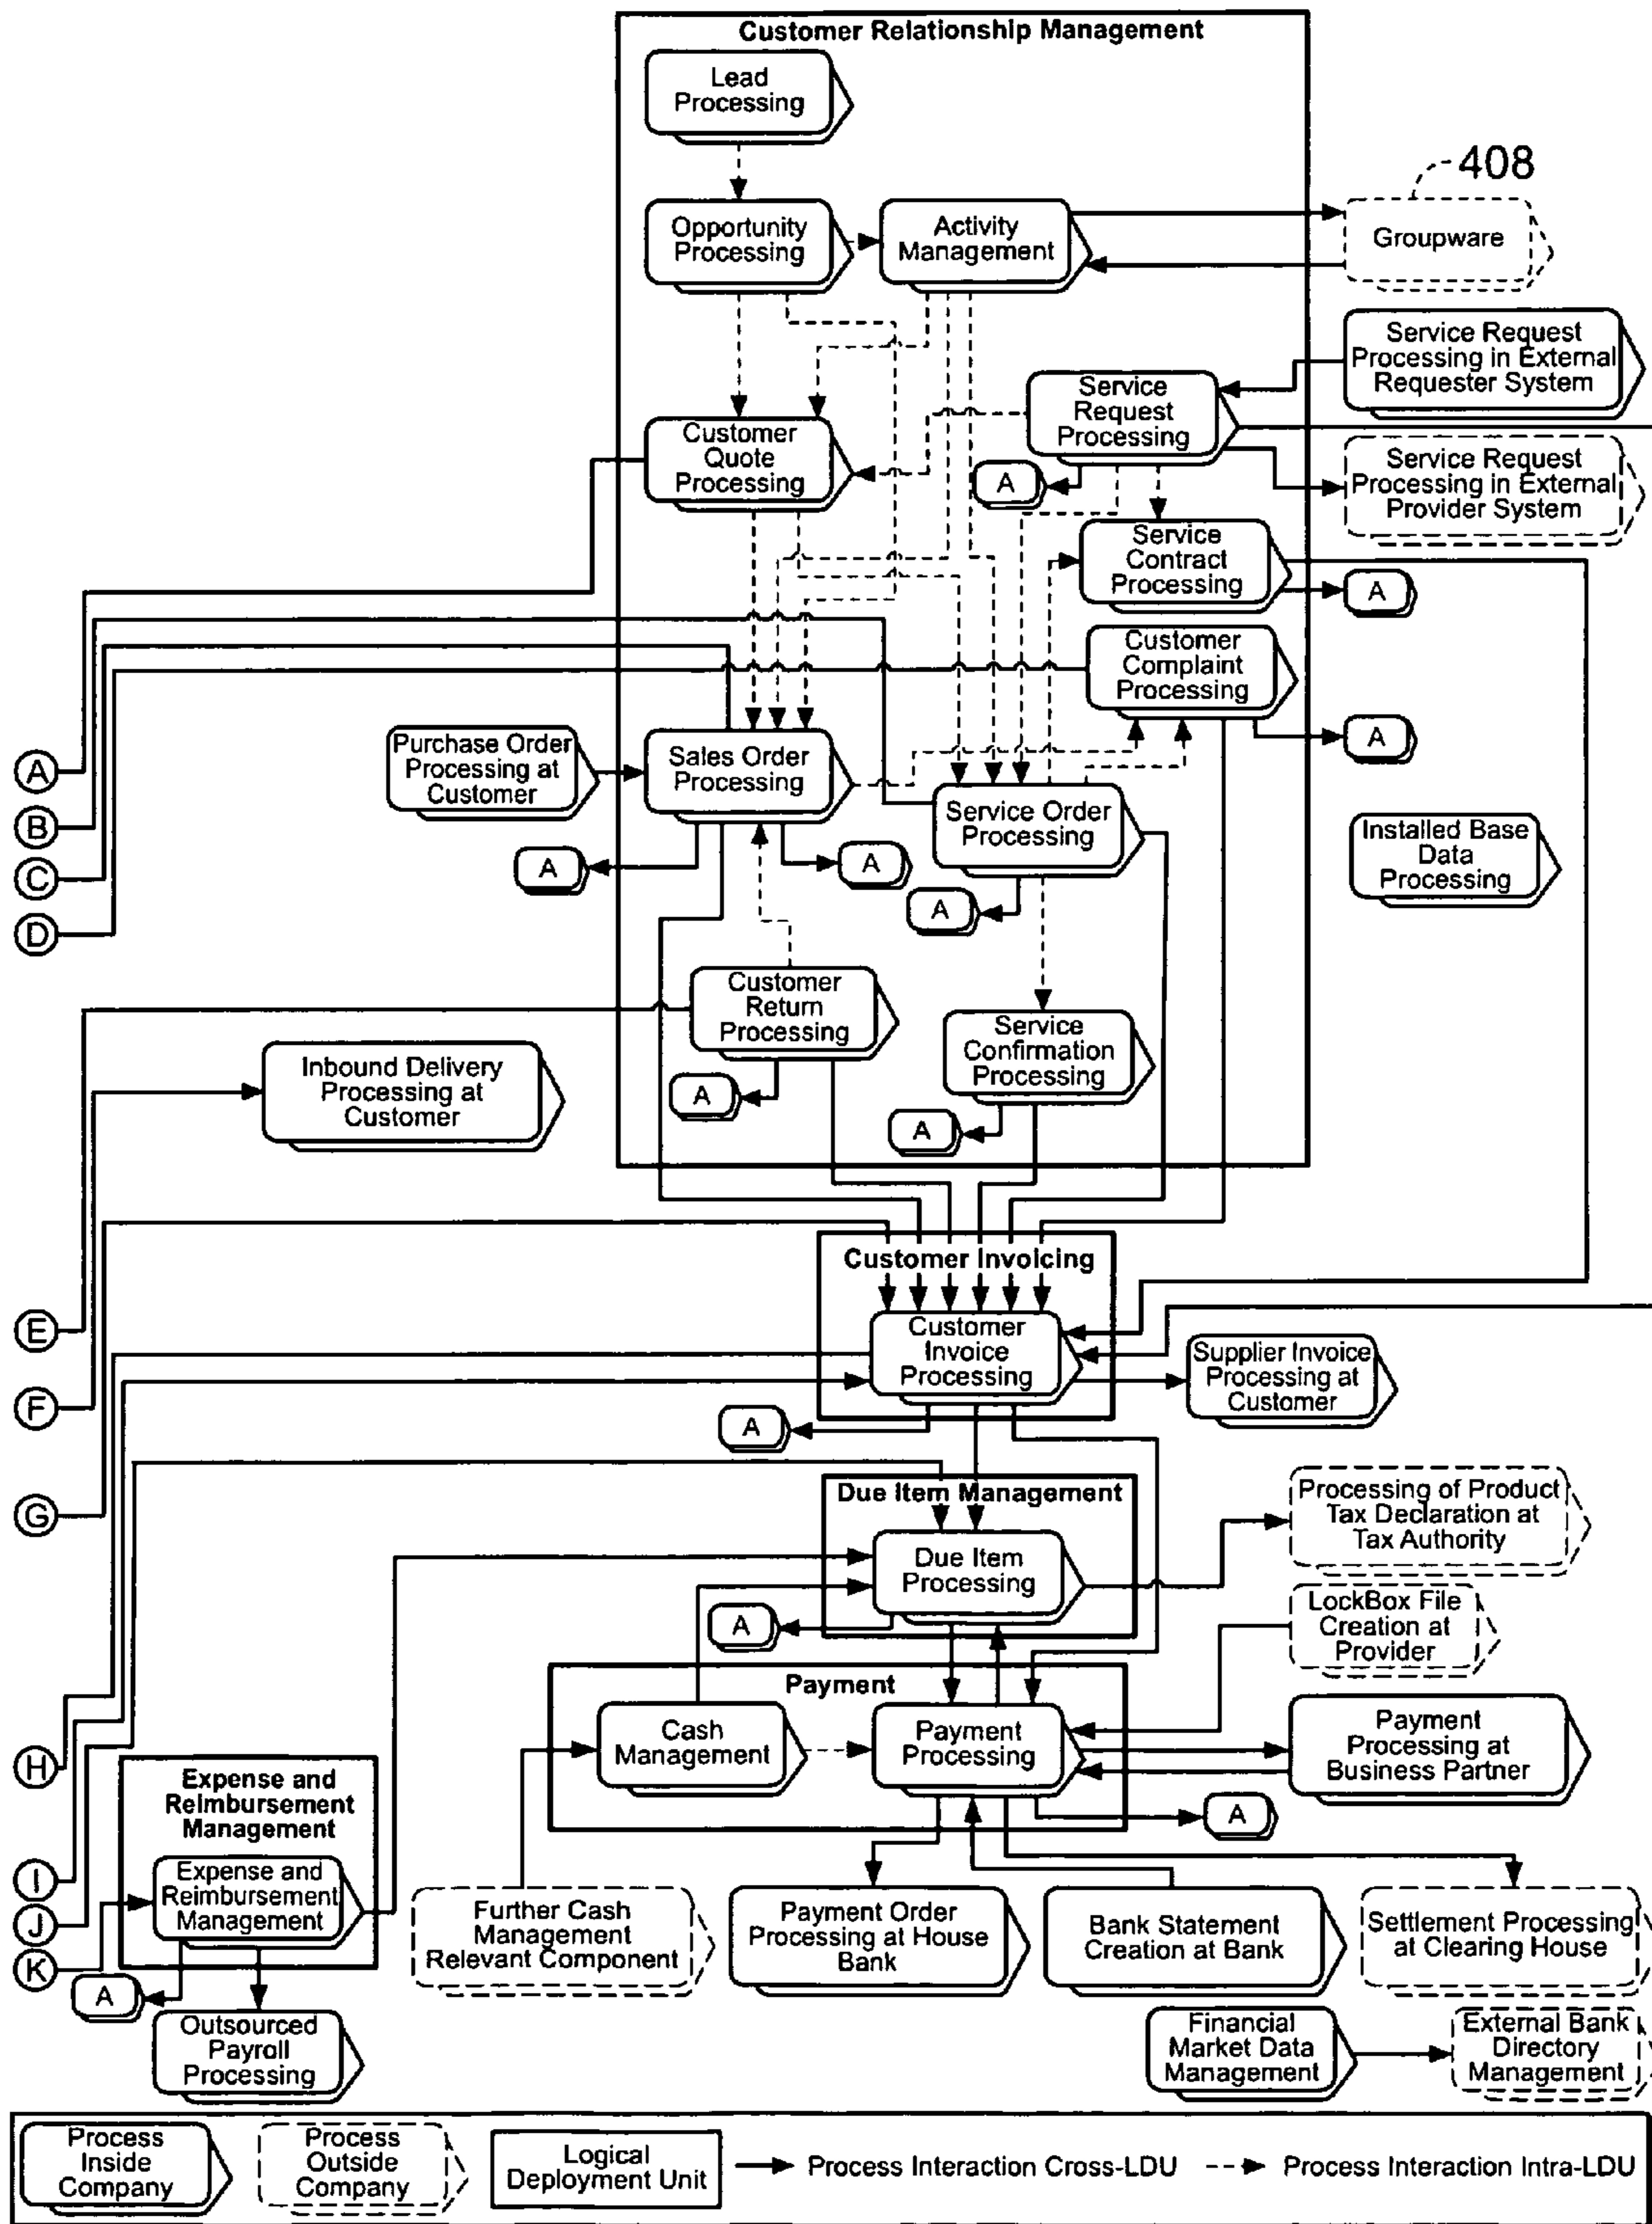 Customer Relationship Management
Lead
Processing
408
Opportunity
Processing
Activity
Management
Groupware
Service Request
Processing in External
Requester System
Service
Request
Processing
Customer
Quote
Processing
Service Request
Processing in External
Provider System
A
Service
Contract
Processing
A
Customer
Complaint
Processing
A
Purchase Order
Processing at
Customer
Sales Order
Processing
A
B
C
D
Service Order
Processing
Installed Base
Data
Processing
A
A
A
Customer
Return
Processing
Service
Confirmation
Processing
Inbound Delivery
Processing at
Customer
A
A
Customer Invoicing
E
F
G
Customer
Invoice
Processing
Supplier Invoice
Processing at
Customer
A
Due Item Management
Due Item
Processing
Processing of Product
Tax Declaration at
Tax Authority
A
LockBox File
Creation at
Provider
Payment
Cash
Management
Payment
Processing
Payment
Processing at
Business Partner
A
H
I
J
K
Expense and
Reimbursement
Management
Expense and
Reimbursement
Management
A
Further Cash
Management
Relevant Component
Payment Order
Processing at House
Bank
Bank Statement
Creation at Bank
Settlement Processing
at Clearing House
Outsourced
Payroll
Processing
Financial
Market Data
Management
External Bank
Directory
Management
Process
Inside
Company
Process
Outside
Company
Logical
Deployment Unit
Process Interaction Cross-LDU
Process Interaction Intra-LDU